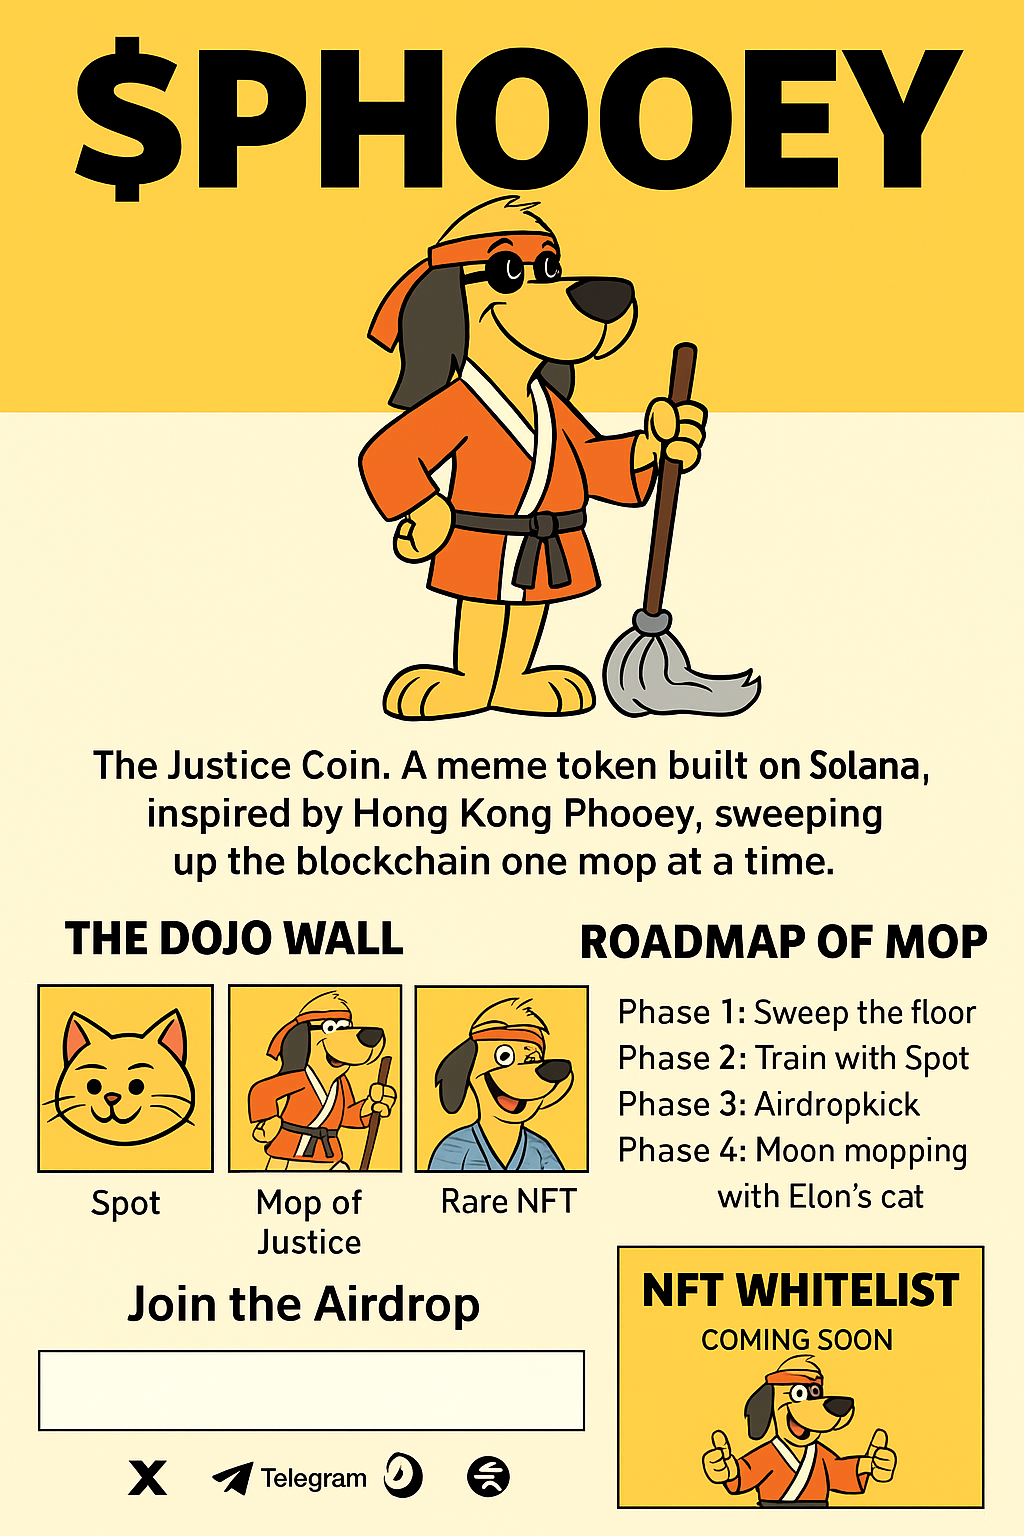 $PHOOEY
The Justice Coin. A meme token built on Solana,
inspired by Hong Kong Phooey, sweeping
up the blockchain one mop at a time.
THE DOJO WALL
Spot
Mop of
Justice
Rare NFT
ROADMAP OF MOP
Phase 1: Sweep the floor
Phase 2: Train with Spot
Phase 3: Airdropkick
Phase 4: Moon mopping
with Elon's cat
Join the Airdrop
X
Telegram
NFT WHITELIST
COMING SOON